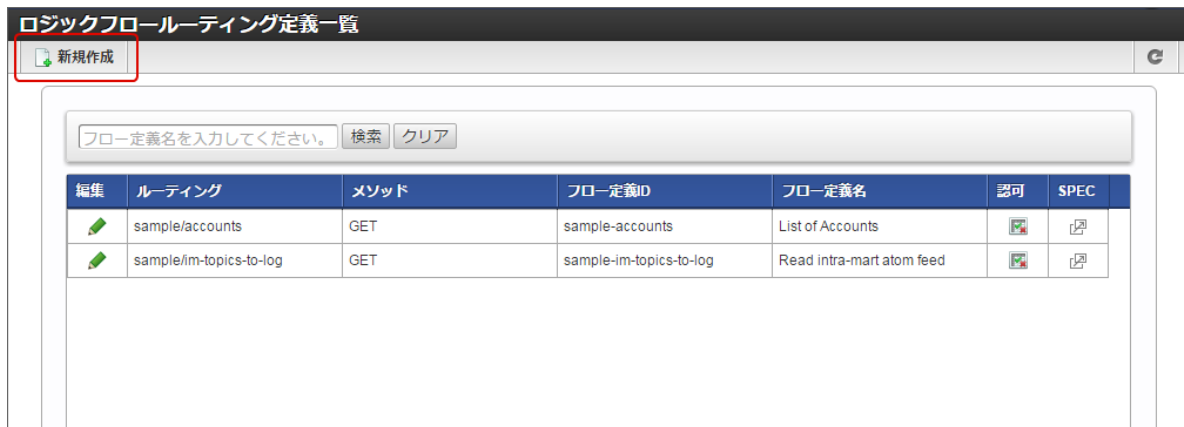 ロジックフロールーティング定義一覧
新規作成
フロー定義名を入力してください。 検索 クリア
編集 ルーティング メソッド フロー定義ID フロー定義名 認可 SPEC
sample/accounts GET sample-accounts List of Accounts
sample/im-topics-to-log GET sample-im-topics-to-log Read intra-mart atom feed